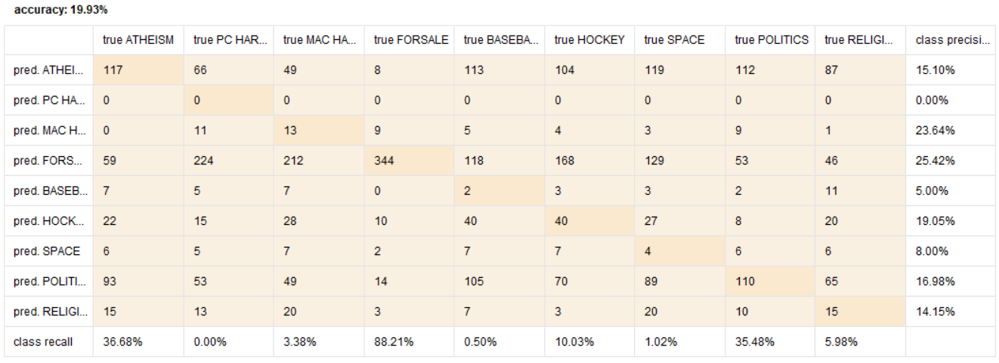 accuracy: 19.93%
true ATHEISM true PC HAR... true MAC HA... true FORSALE true BASEBA... true HOCKEY true SPACE true POLITICS true RELIGI... class precisi...
pred. ATHEI... 117 66 49 8 113 104 119 112 87 15.10%
pred. PC HA... 0 0 0 0 0 0 0 0 0 0.00%
pred. MAC H... 0 11 13 9 5 4 3 9 1 23.64%
pred. FORS... 59 224 212 344 118 168 129 53 46 25.42%
pred. BASEB... 7 5 7 0 2 3 3 2 11 5.00%
pred. HOCK... 22 15 28 10 40 40 27 8 20 19.05%
pred. SPACE 6 5 7 2 7 7 4 6 6 8.00%
pred. POLITI... 93 53 49 14 105 70 89 110 65 16.98%
pred. RELIGI... 15 13 20 3 7 3 20 10 15 14.15%
class recall 36.68% 0.00% 3.38% 88.21% 0.50% 10.03% 1.02% 35.48% 5.98%